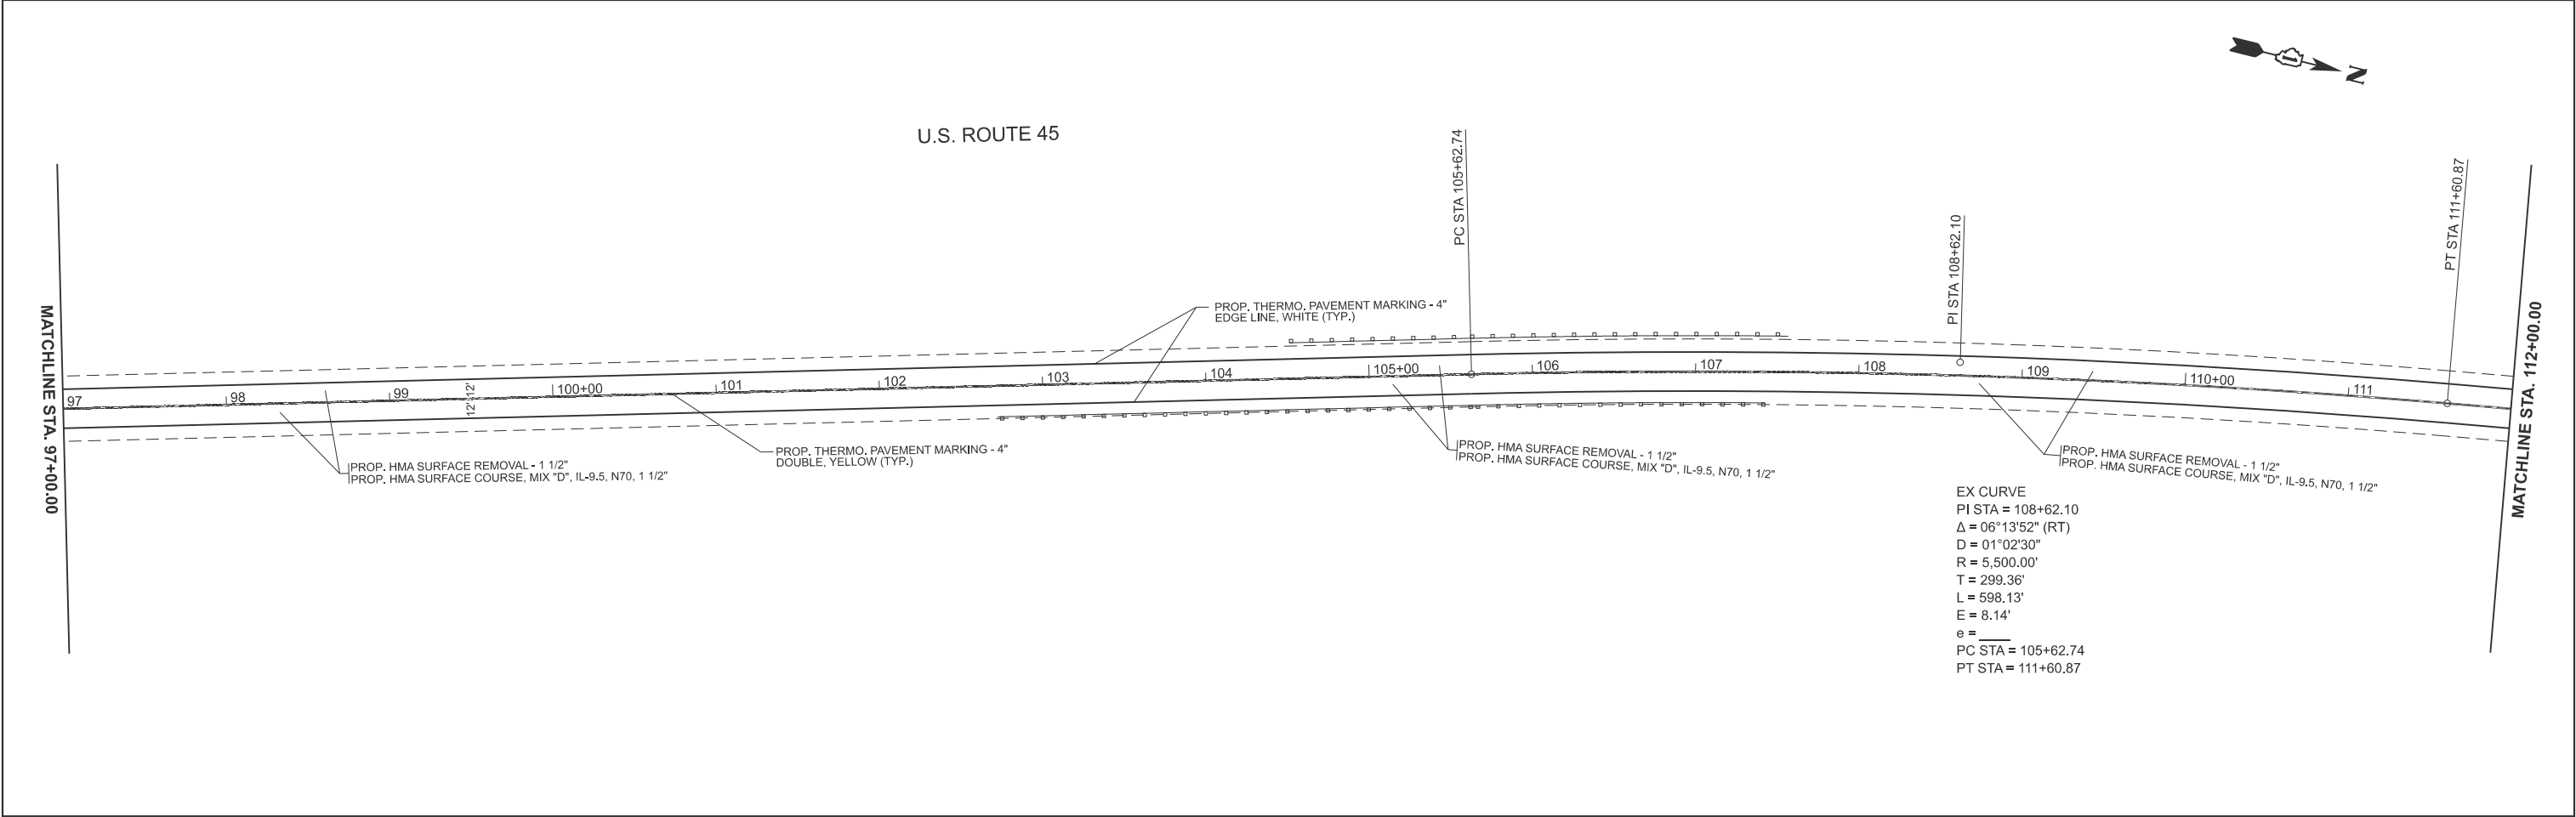 N
U.S. ROUTE 45
PC STA 105+62.74
PI STA 108+62.10
PT STA 111+60.87
MATCHLINE STA. 97+00.00
MATCHLINE STA. 112+00.00
PROP. THERMO. PAVEMENT MARKING - 4"
EDGE LINE, WHITE (TYP.)
97
98
99
12' 12'
100+00
101
102
103
104
105+00
106
107
108
109
110+00
111
PROP. THERMO. PAVEMENT MARKING - 4"
DOUBLE, YELLOW (TYP.)
PROP. HMA SURFACE REMOVAL - 1 1/2"
PROP. HMA SURFACE COURSE, MIX "D", IL-9.5, N70, 1 1/2"
PROP. HMA SURFACE REMOVAL - 1 1/2"
PROP. HMA SURFACE COURSE, MIX "D", IL-9.5, N70, 1 1/2"
PROP. HMA SURFACE REMOVAL - 1 1/2"
PROP. HMA SURFACE COURSE, MIX "D", IL-9.5, N70, 1 1/2"
EX CURVE
PI STA = 108+62.10
Δ = 06°13'52" (RT)
D = 01°02'30"
R = 5,500.00'
T = 299.36'
L = 598.13'
E = 8.14'
e = ____
PC STA = 105+62.74
PT STA = 111+60.87